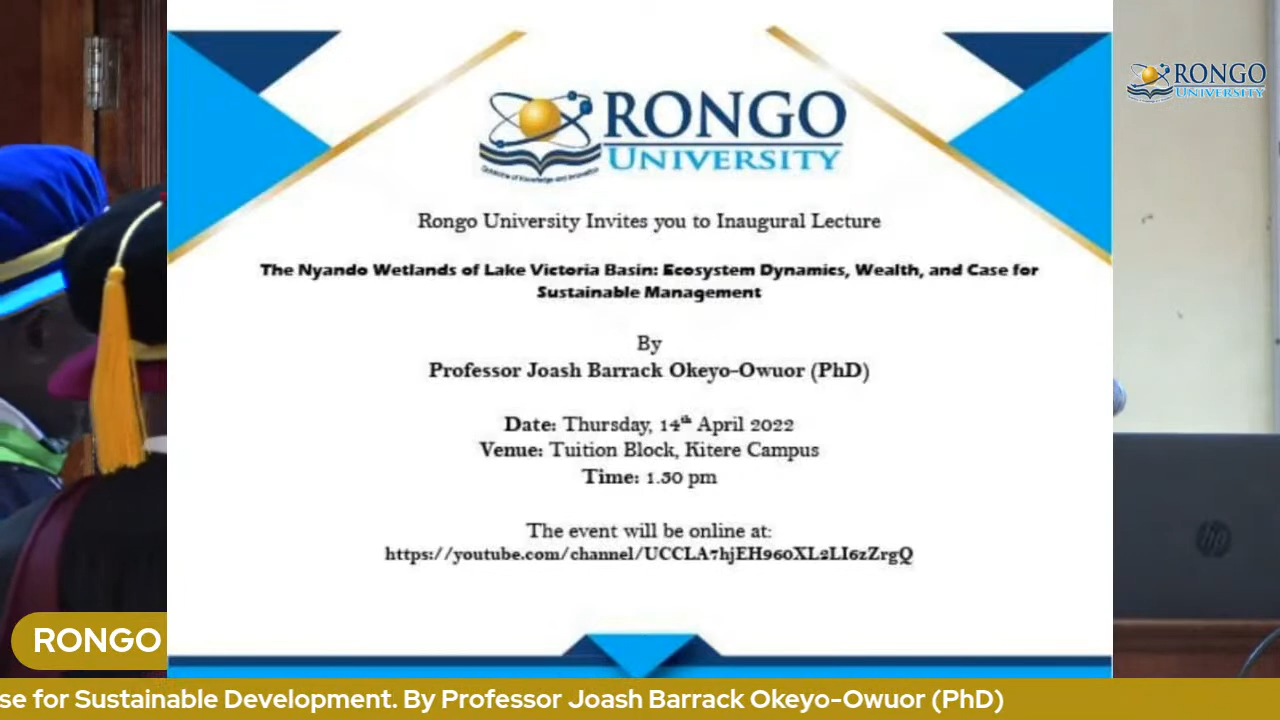 RONGO
UNIVERSITY
RONGO
UNIVERSITY
Rongo University Invites you to Inaugural Lecture
The Nyando Wetlands of Lake Victoria Basin: Ecosystem Dynamics, Wealth, and Case for
Sustainable Management
By
Professor Joash Barrack Okeyo-Owuor (PhD)
Date: Thursday, 14th April 2022
Venue: Tuition Block, Kitere Campus
Time: 1.30 pm
The event will be online at:
https://youtube.com/channel/UCCLA7hjEH960XL2LI6zZrgQ
hp
RONGO
se for Sustainable Development. By Professor Joash Barrack Okeyo-Owuor (PhD)